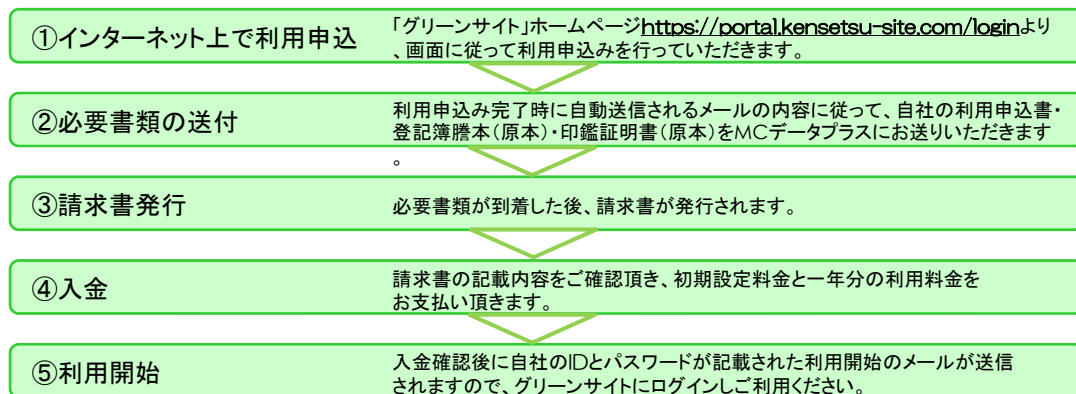 ①インターネット上で利用申込
「グリーンサイト」ホームページhttps://portal.kensetsu-site.com/loginより
、画面に従って利用申込みを行っていただきます。
②必要書類の送付
利用申込み完了時に自動送信されるメールの内容に従って、自社の利用申込書・
登記簿謄本(原本)・印鑑証明書(原本)をMCデータプラスにお送りいただきます
。
③請求書発行
必要書類が到着した後、請求書が発行されます。
④入金
請求書の記載内容をご確認頂き、初期設定料金と一年分の利用料金を
お支払い頂きます。
⑤利用開始
入金確認後に自社のIDとパスワードが記載された利用開始のメールが送信
されますので、グリーンサイトにログインしご利用ください。